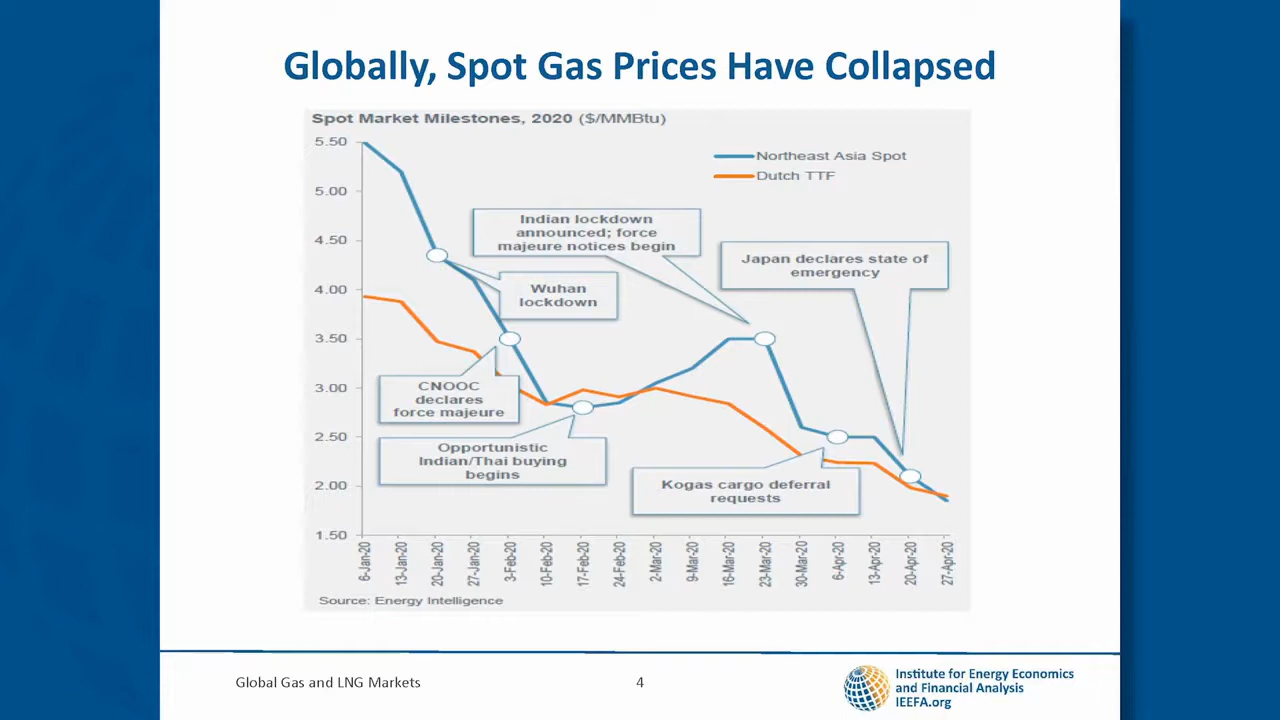 Globally, Spot Gas Prices Have Collapsed
Spot Market Milestones, 2020 ($/MMBtu)
5.50
5.00
4.50
4.00
3.50
3.00
2.50
2.00
1.50
Northeast Asia Spot
Dutch TTF
Indian lockdown
announced; force
majeure notices begin
Japan declares state of
emergency
Wuhan
lockdown
CNOOC
declares
force majeure
Opportunistic
Indian/Thai buying
begins
Kogas cargo deferral
requests
6-Jan-20
13-Jan-20
20-Jan-20
27-Jan-20
3-Feb-20
10-Feb-20
17-Feb-20
24-Feb-20
2-Mar-20
9-Mar-20
16-Mar-20
23-Mar-20
30-Mar-20
6-Apr-20
13-Apr-20
20-Apr-20
27-Apr-20
Source: Energy Intelligence
Global Gas and LNG Markets
4
Institute for Energy Economics
and Financial Analysis
IEEFA.org